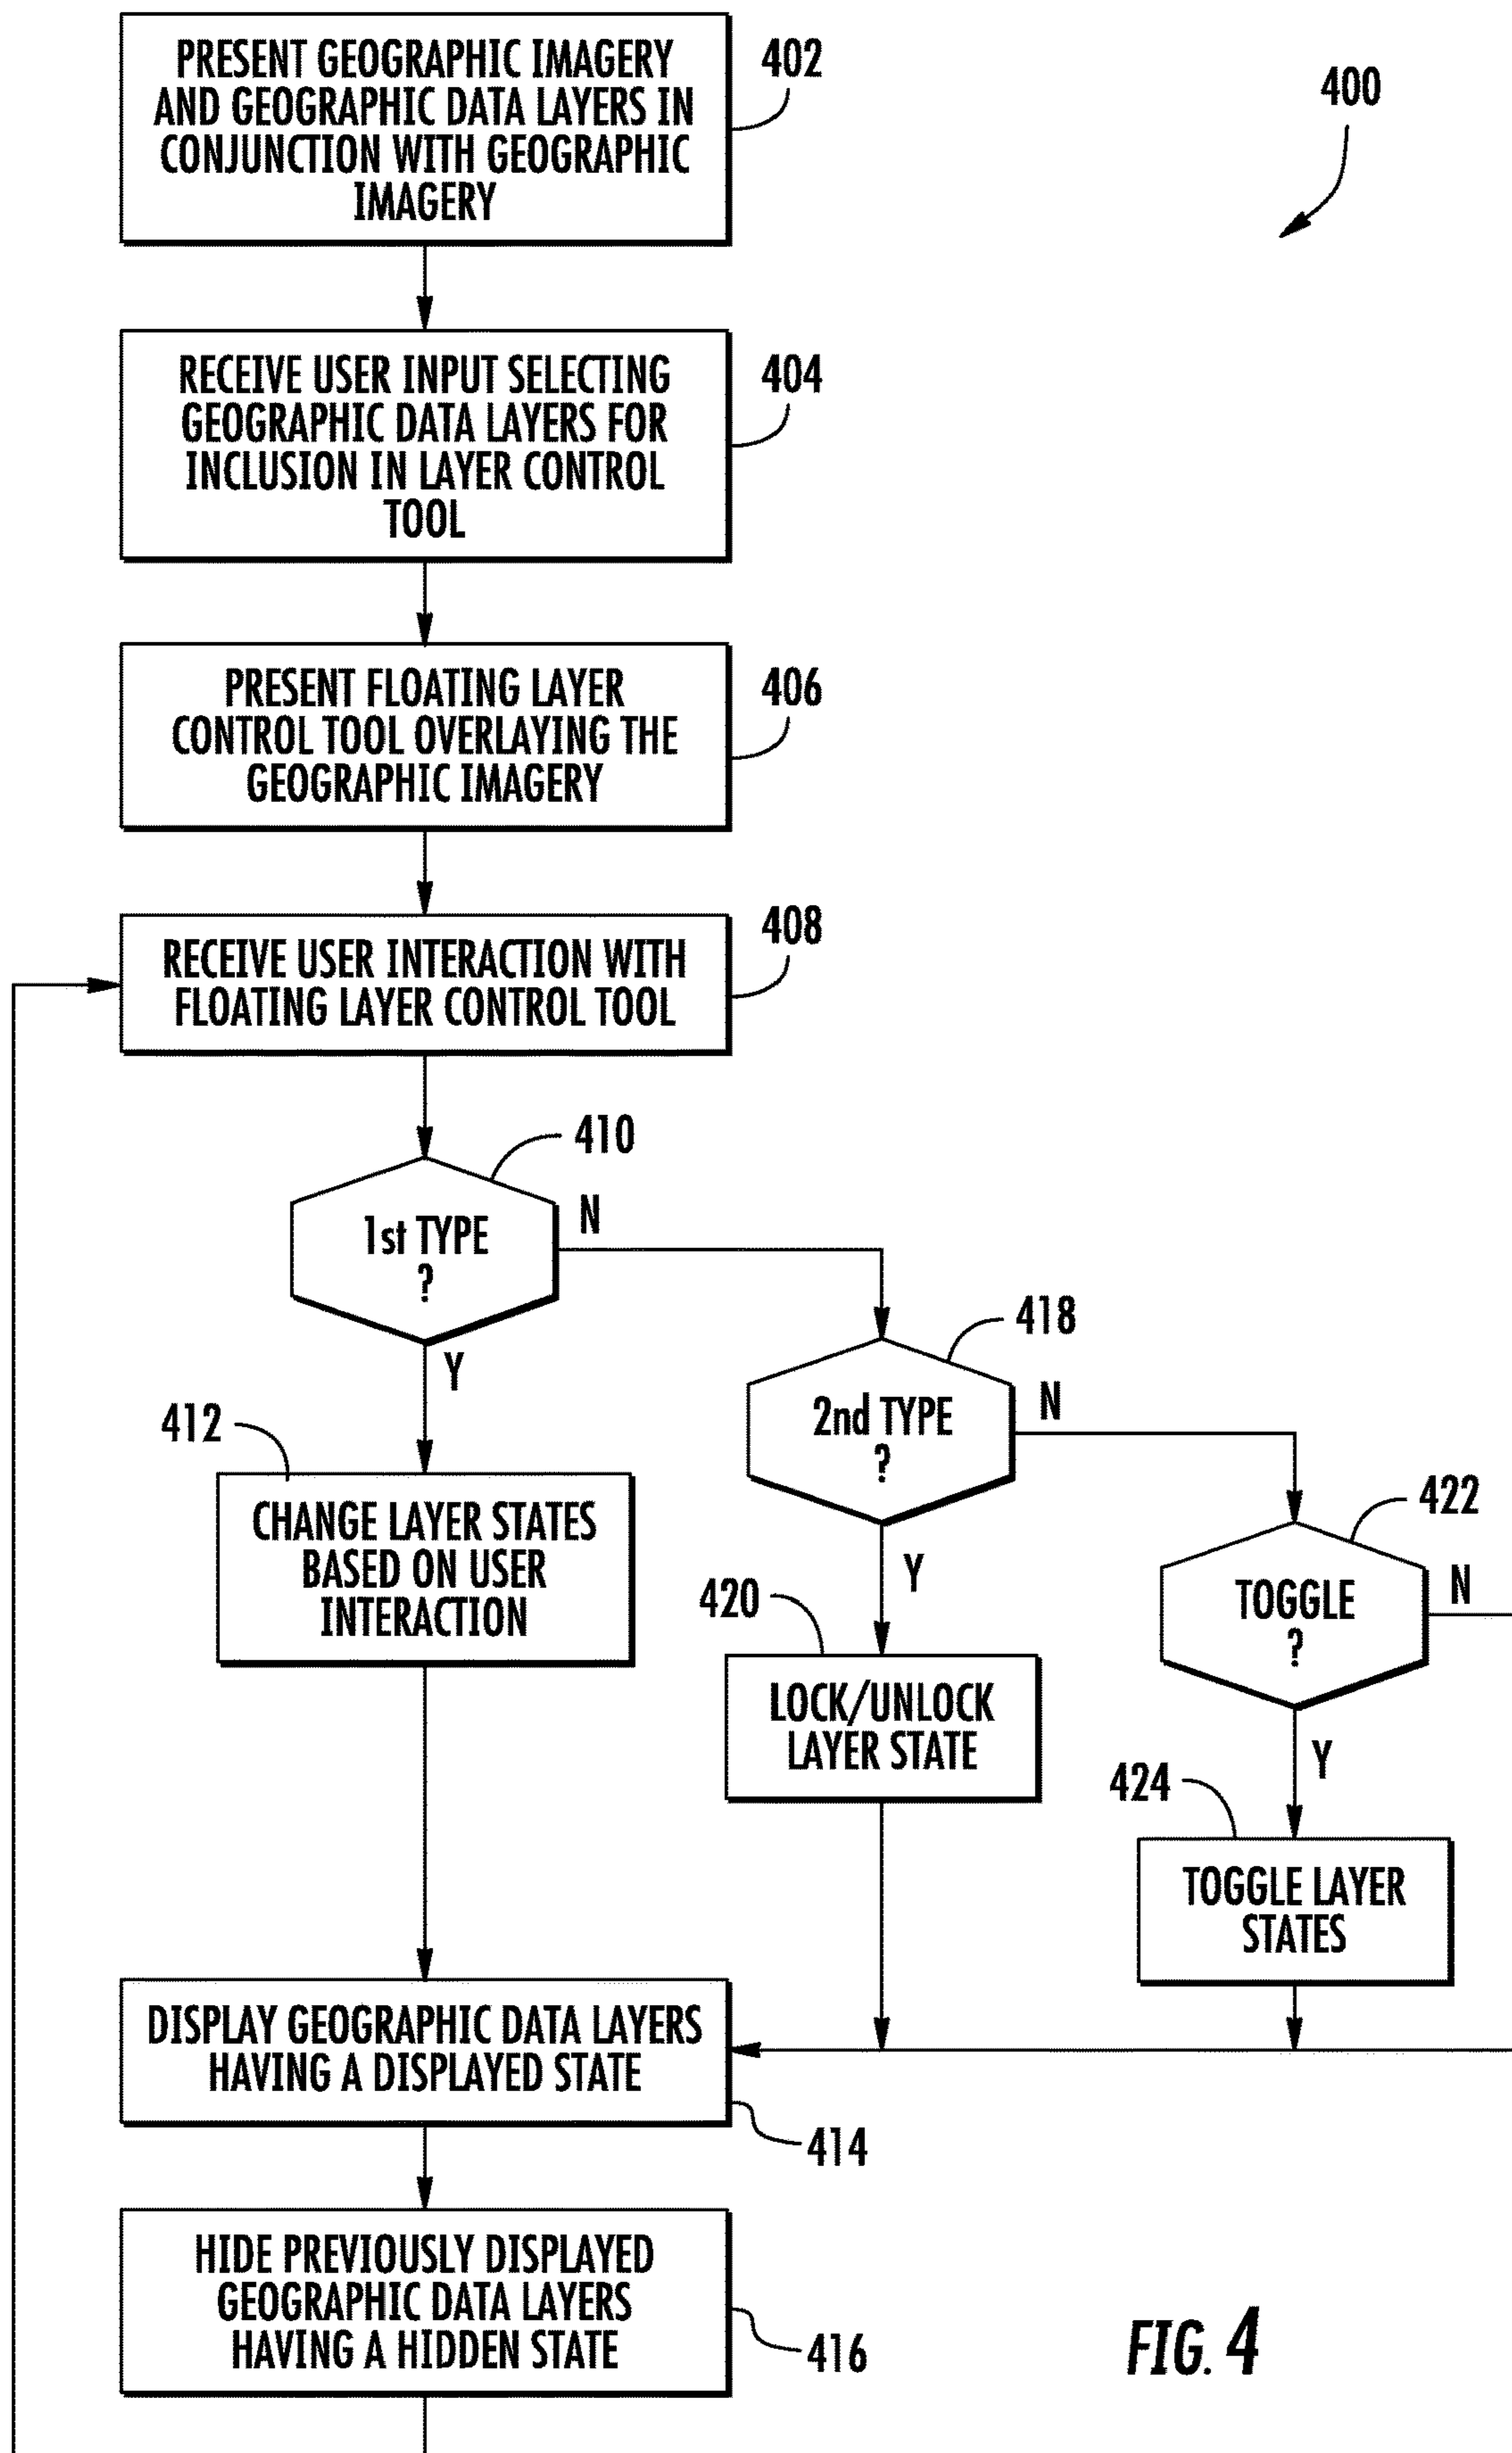 PRESENT GEOGRAPHIC IMAGERY
AND GEOGRAPHIC DATA LAYERS IN
CONJUNCTION WITH GEOGRAPHIC
IMAGERY
402
400
RECEIVE USER INPUT SELECTING
GEOGRAPHIC DATA LAYERS FOR
INCLUSION IN LAYER CONTROL
TOOL
404
PRESENT FLOATING LAYER
CONTROL TOOL OVERLAYING THE
GEOGRAPHIC IMAGERY
406
RECEIVE USER INTERACTION WITH
FLOATING LAYER CONTROL TOOL
408
410
1st TYPE
?
N
Y
418
2nd TYPE
?
N
Y
422
TOGGLE
?
N
Y
412
CHANGE LAYER STATES
BASED ON USER
INTERACTION
420
LOCK/UNLOCK
LAYER STATE
424
TOGGLE LAYER
STATES
DISPLAY GEOGRAPHIC DATA LAYERS
HAVING A DISPLAYED STATE
414
HIDE PREVIOUSLY DISPLAYED
GEOGRAPHIC DATA LAYERS
HAVING A HIDDEN STATE
416
FIG. 4